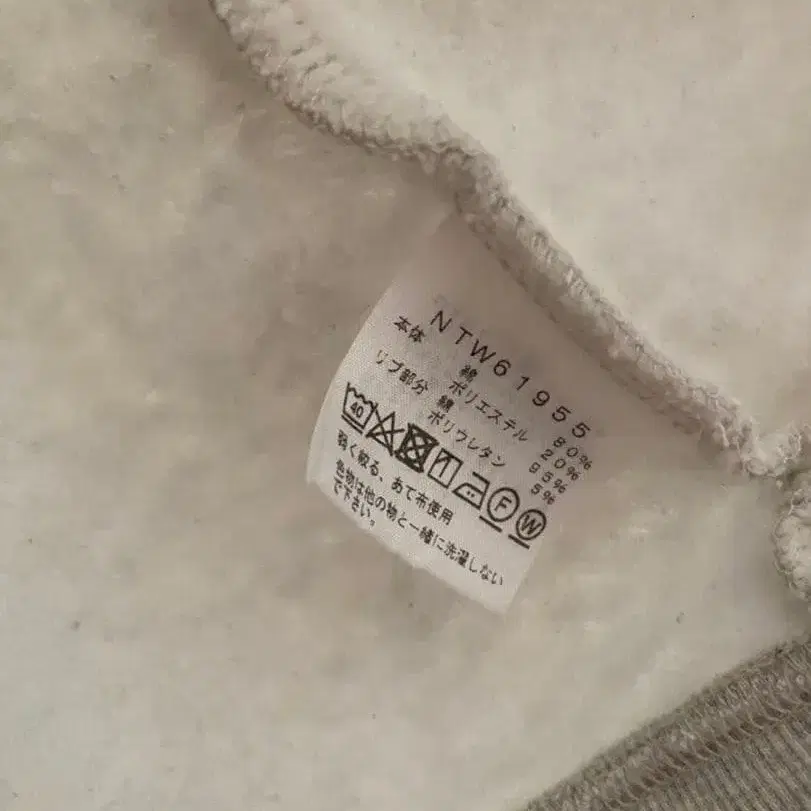 NTW61955
本体 綿 80%
ポリエステル 20%
リブ部分 綿 95%
ポリウレタン 5%
40 F W
弱く絞る、あて布使用
色物は他の物と一緒に洗濯しない
で下さい。